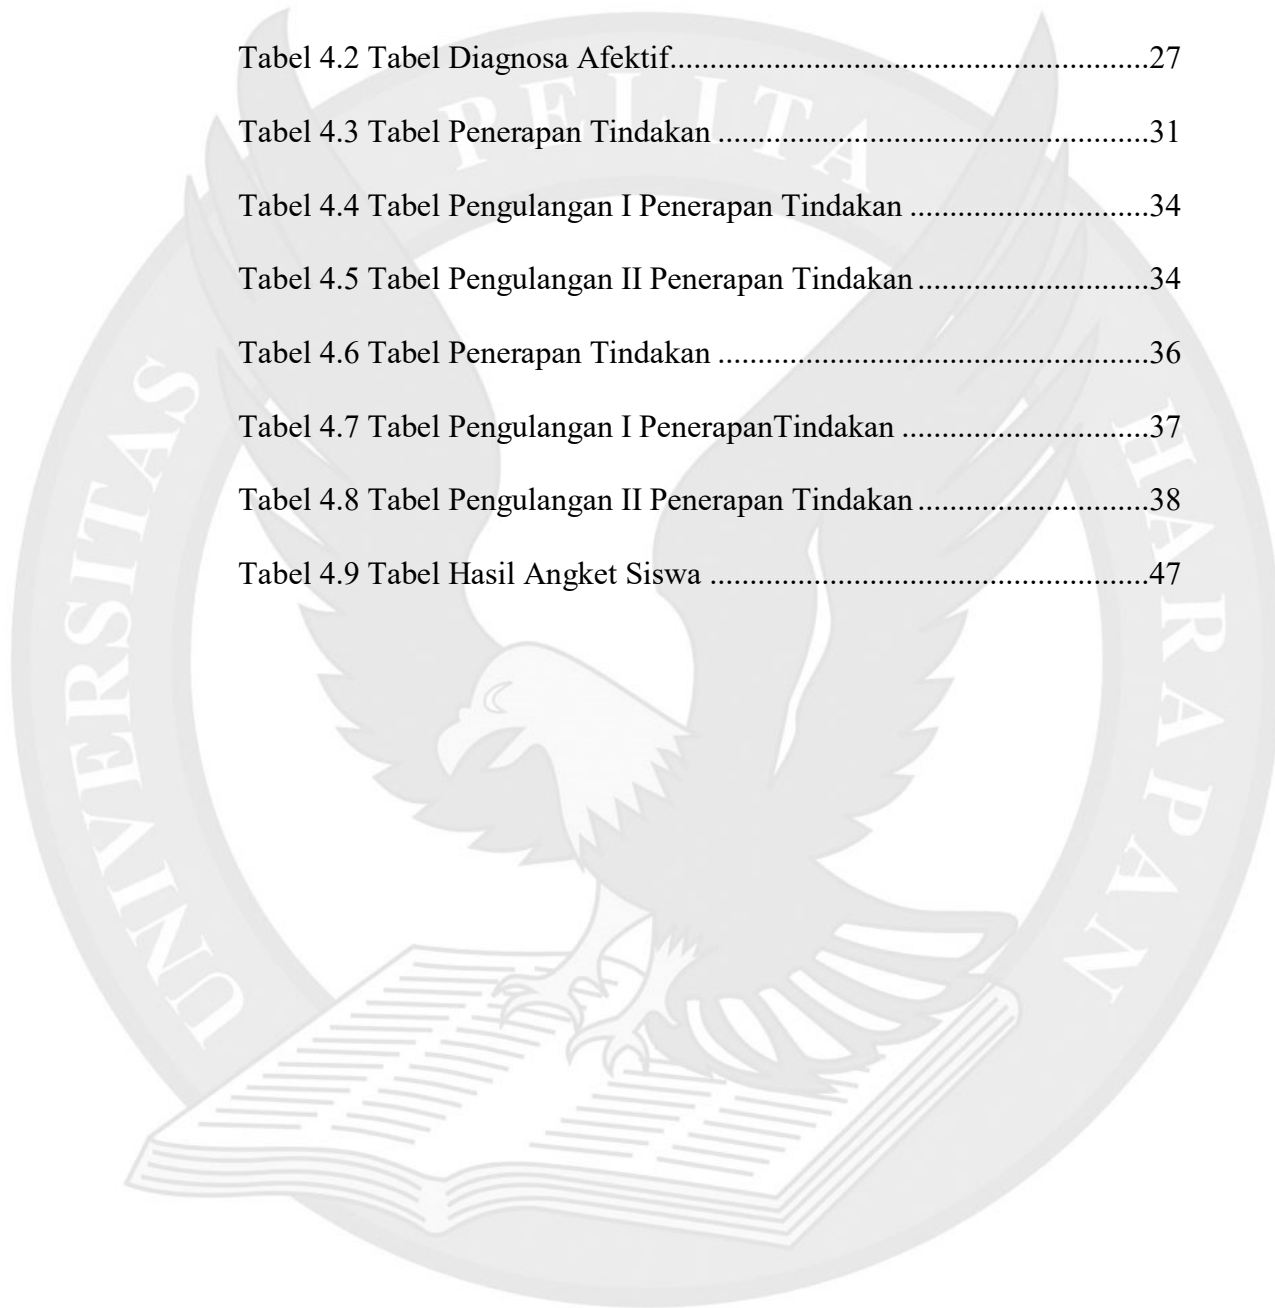 Tabel 4.2 Tabel Diagnosa Afektif............................................................27
Tabel 4.3 Tabel Penerapan Tindakan ......................................................31
Tabel 4.4 Tabel Pengulangan I Penerapan Tindakan ..............................34
Tabel 4.5 Tabel Pengulangan II Penerapan Tindakan.............................34
Tabel 4.6 Tabel Penerapan Tindakan ......................................................36
Tabel 4.7 Tabel Pengulangan I PenerapanTindakan ...............................37
Tabel 4.8 Tabel Pengulangan II Penerapan Tindakan.............................38
Tabel 4.9 Tabel Hasil Angket Siswa .......................................................47
UNIVERSITAS PELITA HARAPAN